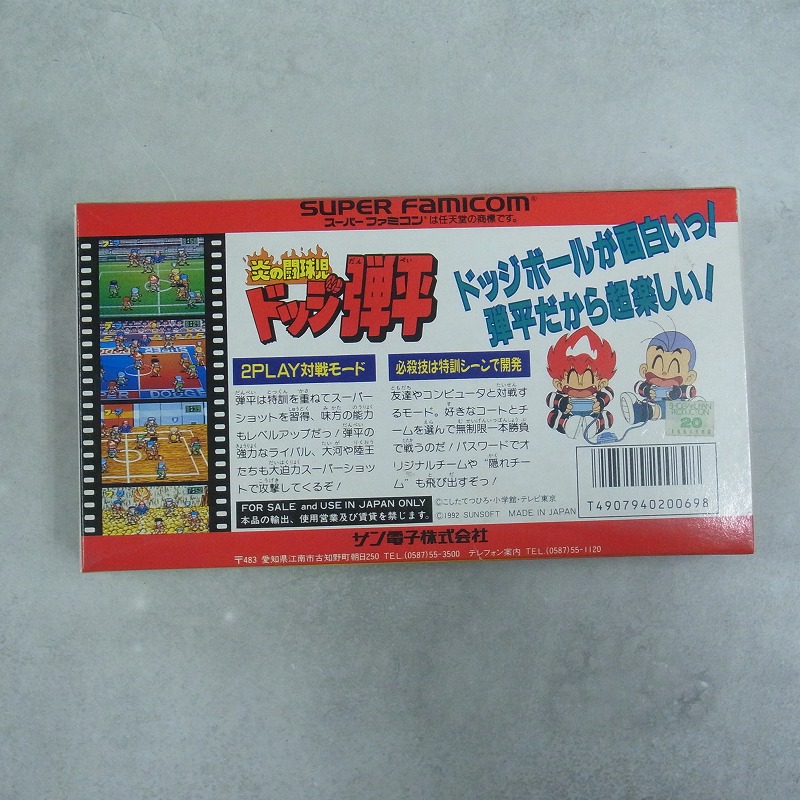 SUPER FAMICOM®
スーパーファミコン®は任天堂の商標です。
炎の闘球児
ドッジ弾平
だん ぺい
ドッジボールが面白いっ!
弾平だから超楽しい!
2PLAY対戦モード
弾平は特訓を重ねてスーパー
ショットを習得、味方の能力
もレベルアップだっ!弾平の
強力なライバル、大河や陸王
たちも大迫力スーパーショッ
トで攻撃してくるぞ!
必殺技は特訓シーンで開発
友達やコンピュータと対戦す
るモード。好きなコートとチ
ームを選んで無制限一本勝負
で戦うのだ!パスワードでオ
リジナルチームや“隠れチー
ム”も飛び出すぞっ!
FOR SALE and USE IN JAPAN ONLY
本品の輸出、使用営業及び賃貸を禁じます。
©こしたてつひろ・小学館・テレビ東京
©1992 SUNSOFT MADE IN JAPAN
20
T4907940200698
サン電子株式会社
〒483 愛知県江南市古知野町朝日250 TEL.(0587)55-3500 テレフォン案内 TEL.(0587)55-1120